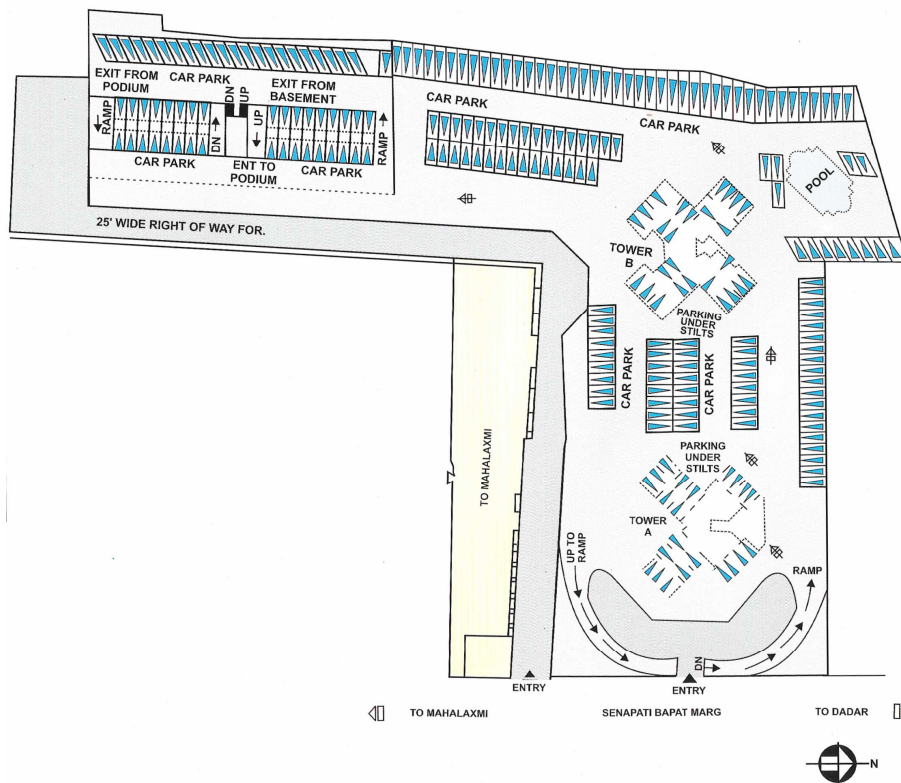 EXIT FROM
PODIUM
CAR PARK
EXIT FROM
BASEMENT
RAMP
DN
DN
UP
UP
RAMP
CAR PARK
ENT TO
PODIUM
CAR PARK
CAR PARK
CAR PARK
POOL
25' WIDE RIGHT OF WAY FOR.
TOWER
B
PARKING
UNDER
STILTS
CAR PARK
CAR PARK
TO MAHALAXMI
PARKING
UNDER
STILTS
TOWER
A
UP TO
RAMP
RAMP
DN
ENTRY
ENTRY
TO MAHALAXMI
SENAPATI BAPAT MARG
TO DADAR
N